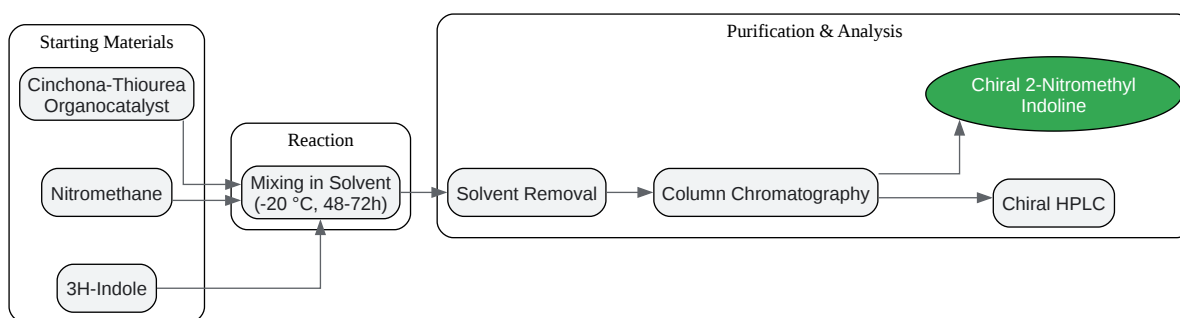 Starting Materials
Cinchona-Thiourea
Organocatalyst
Nitromethane
3H-Indole
Reaction
Mixing in Solvent
(-20 °C, 48-72h)
Purification & Analysis
Solvent Removal
Column Chromatography
Chiral 2-Nitromethyl
Indoline
Chiral HPLC